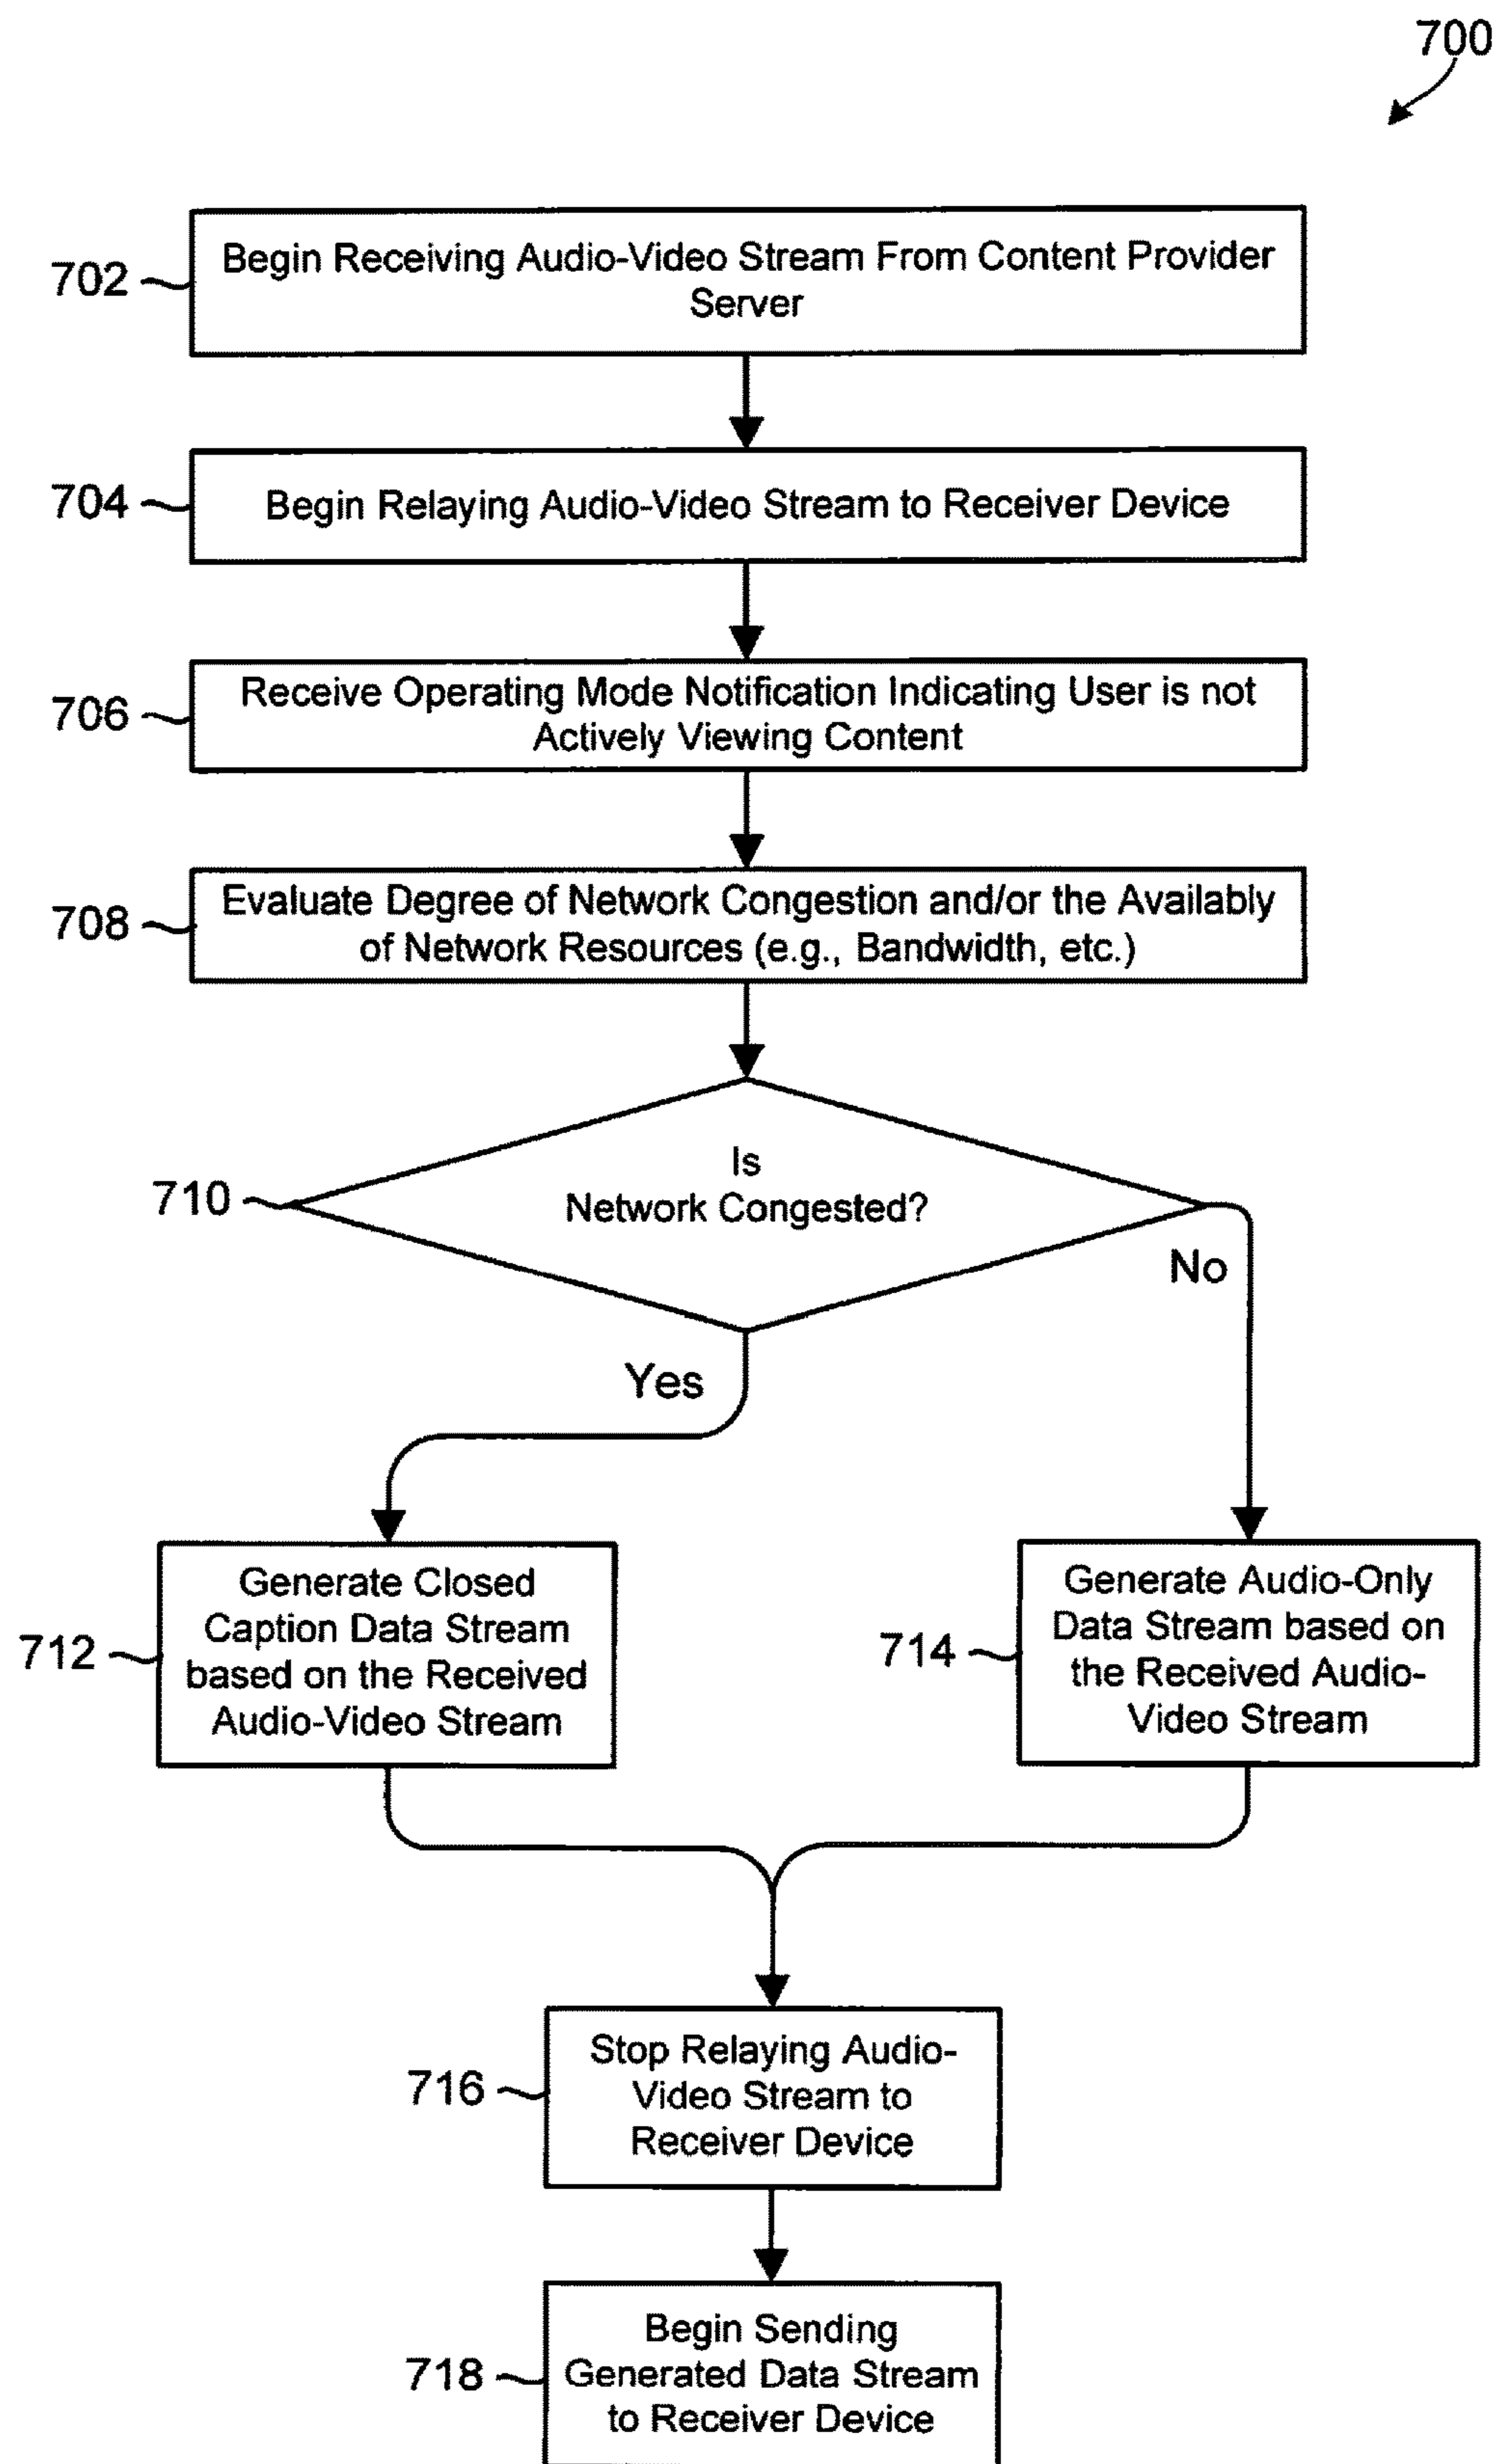 700
702
Begin Receiving Audio-Video Stream From Content Provider
Server
704
Begin Relaying Audio-Video Stream to Receiver Device
706
Receive Operating Mode Notification Indicating User is not
Actively Viewing Content
708
Evaluate Degree of Network Congestion and/or the Availably
of Network Resources (e.g., Bandwidth, etc.)
710
Is
Network Congested?
No
Yes
712
Generate Closed
Caption Data Stream
based on the Received
Audio-Video Stream
714
Generate Audio-Only
Data Stream based on
the Received Audio-
Video Stream
716
Stop Relaying Audio-
Video Stream to
Receiver Device
718
Begin Sending
Generated Data Stream
to Receiver Device